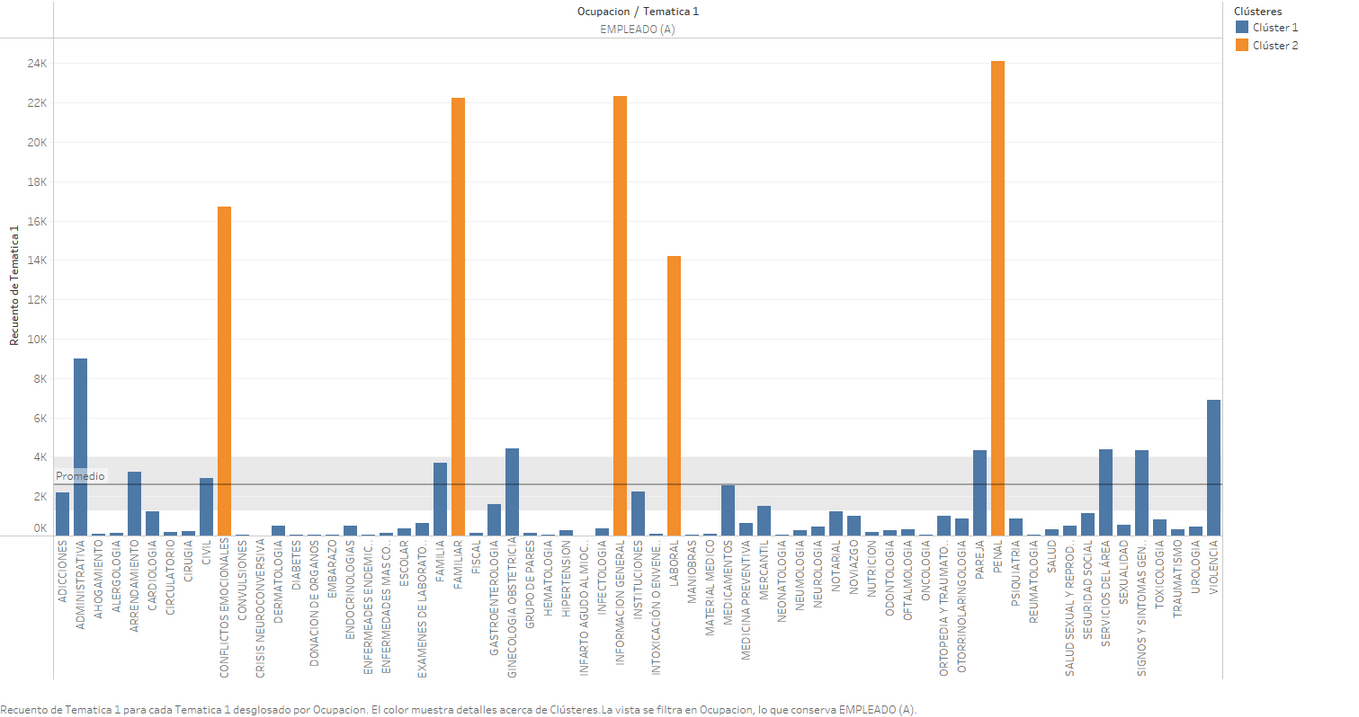 Ocupacion / Tematica 1
EMPLEADO (A)
Clústeres
Clúster 1
Clúster 2
Recuento de Tematica 1
24K
22K
20K
18K
16K
14K
12K
10K
8K
6K
4K
2K
0K
Promedio
ADICCIONES
ADMINISTRATIVA
AHOGAMIENTO
ALERGOLOGIA
ARRENDAMIENTO
CARDIOLOGIA
CIRCULATORIO
CIRUGIA
CIVIL
CONFLICTOS EMOCIONALES
CONVULSIONES
CRISIS NEUROCONVERSIVA
DERMATOLOGIA
DIABETES
DONACION DE ORGANOS
EMBARAZO
ENDOCRINOLOGIAS
ENFERMEADES ENDEMIC..
ENFERMEDADES MAS CO..
ESCOLAR
EXAMENES DE LABORATO..
FAMILIA
FAMILIAR
FISCAL
GASTROENTEROLOGIA
GINECOLOGIA OBSTETRICIA
GRUPO DE PARES
HEMATOLOGIA
HIPERTENSION
INFARTO AGUDO AL MIOC..
INFECTOLOGIA
INFORMACION GENERAL
INSTITUCIONES
INTOXICACIÓN O ENVENE..
LABORAL
MANIOBRAS
MATERIAL MEDICO
MEDICAMENTOS
MEDICINA PREVENTIVA
MERCANTIL
NEONATOLOGIA
NEUMOLOGIA
NEUROLOGIA
NOTARIAL
NOVIAZGO
NUTRICION
ODONTOLOGIA
OFTALMOLOGIA
ONCOLOGIA
ORTOPEDIA Y TRAUMATO..
OTORRINOLARINGOLOGIA
PAREJA
PENAL
PSIQUIATRIA
REUMATOLOGIA
SALUD
SALUD SEXUAL Y REPROD..
SEGURIDAD SOCIAL
SERVICIOS DEL ÁREA
SEXUALIDAD
SIGNOS Y SINTOMAS GEN..
TOXICOLOGIA
TRAUMATISMO
UROLOGIA
VIOLENCIA
Recuento de Tematica 1 para cada Tematica 1 desglosado por Ocupacion. El color muestra detalles acerca de Clústeres.La vista se filtra en Ocupacion, lo que conserva EMPLEADO (A).